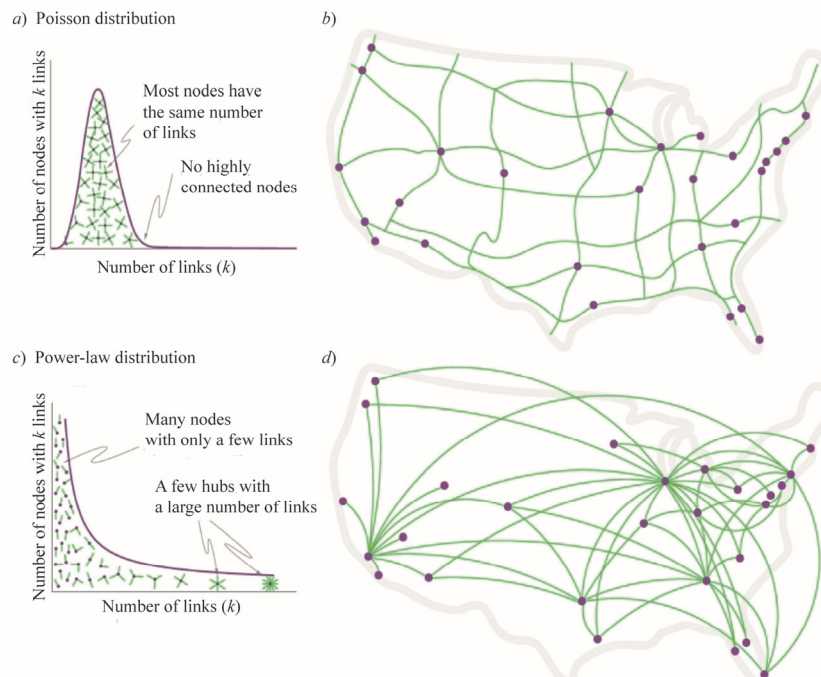 a) Poisson distribution
b)
Number of nodes with k links
Most nodes have
the same number
of links
No highly
connected nodes
Number of links (k)
c) Power-law distribution
d)
Number of nodes with k links
Many nodes
with only a few links
A few hubs with
a large number of links
Number of links (k)